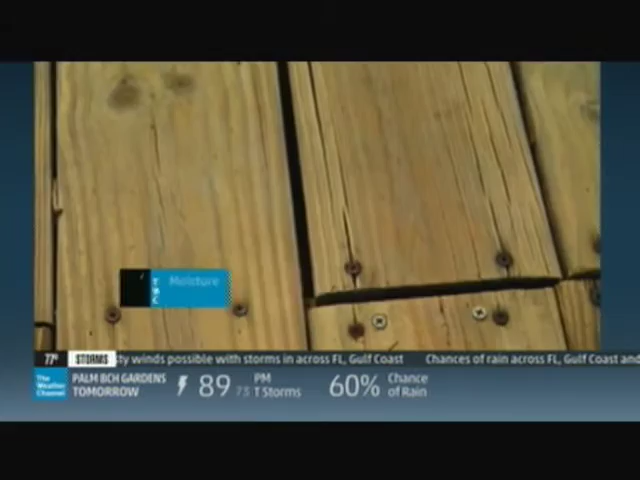 T
W
C
Moisture
77°
STORMS
ty winds possible with storms in across FL, Gulf Coast
Chances of rain across FL, Gulf Coast and
The
Weather
Channel
PALM BCH GARDENS
TOMORROW
89
73
PM
T Storms
60%
Chance
of Rain